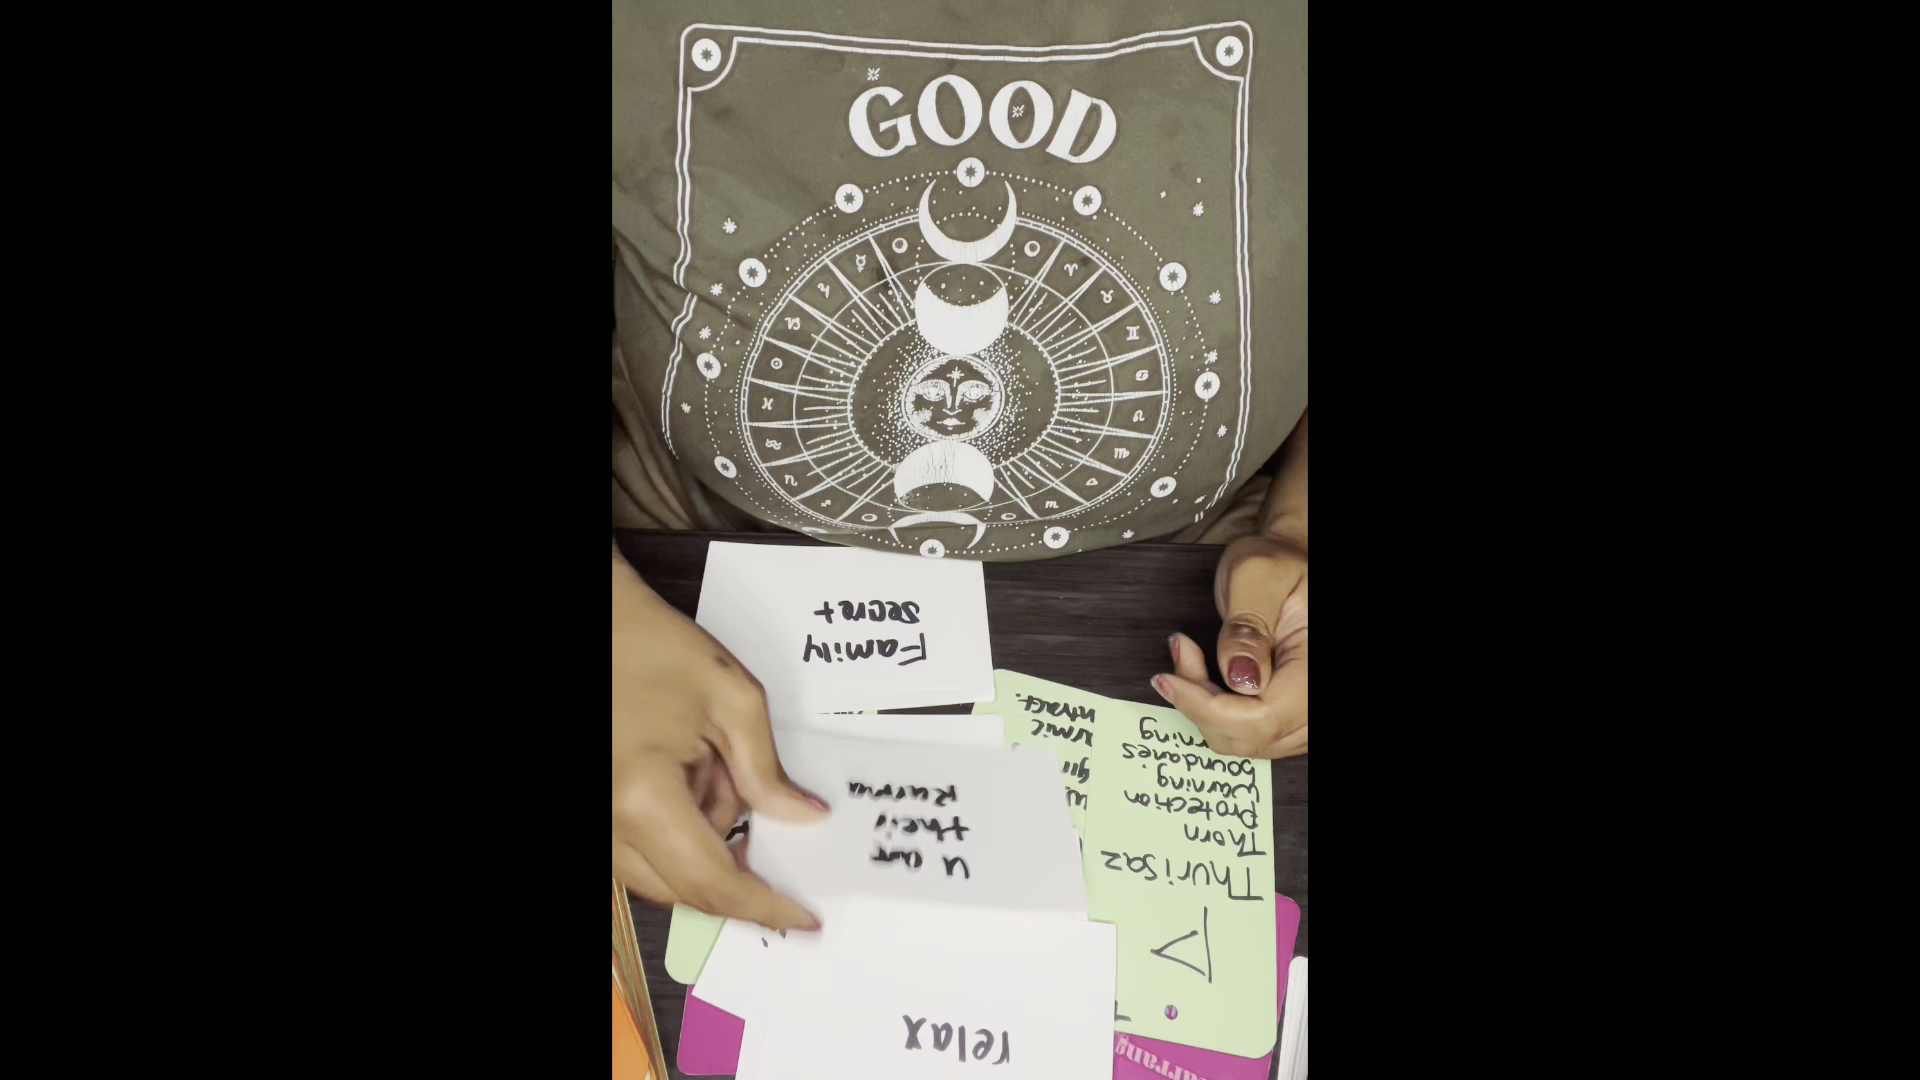 GOOD
Family
secret
u are
their
Karma
relax
Thurisaz
Thorn
Protection
Warning
boundaries